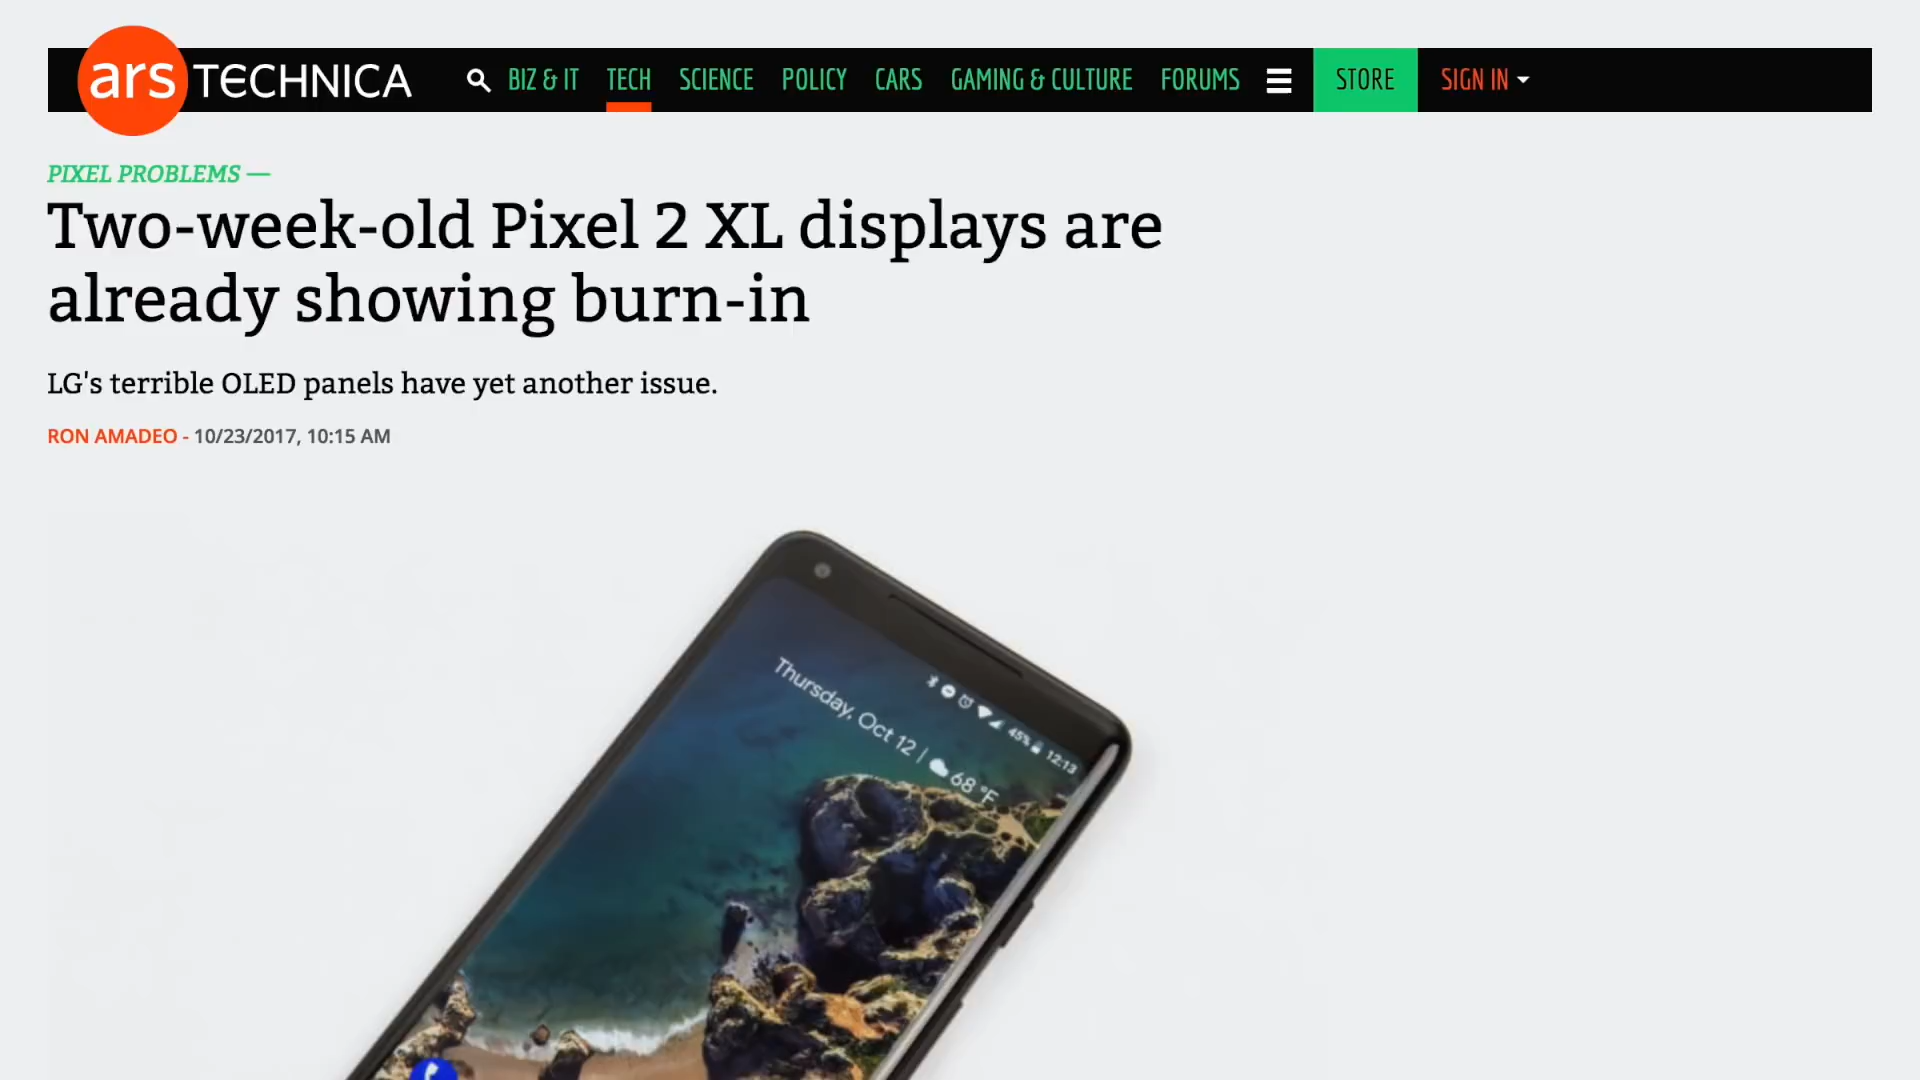 ars TECHNICA BIZ & IT TECH SCIENCE POLICY CARS GAMING & CULTURE FORUMS STORE SIGN IN
PIXEL PROBLEMS —
Two-week-old Pixel 2 XL displays are
already showing burn-in
LG's terrible OLED panels have yet another issue.
RON AMADEO - 10/23/2017, 10:15 AM
45% 12:13
Thursday, Oct 12 | 68 °F